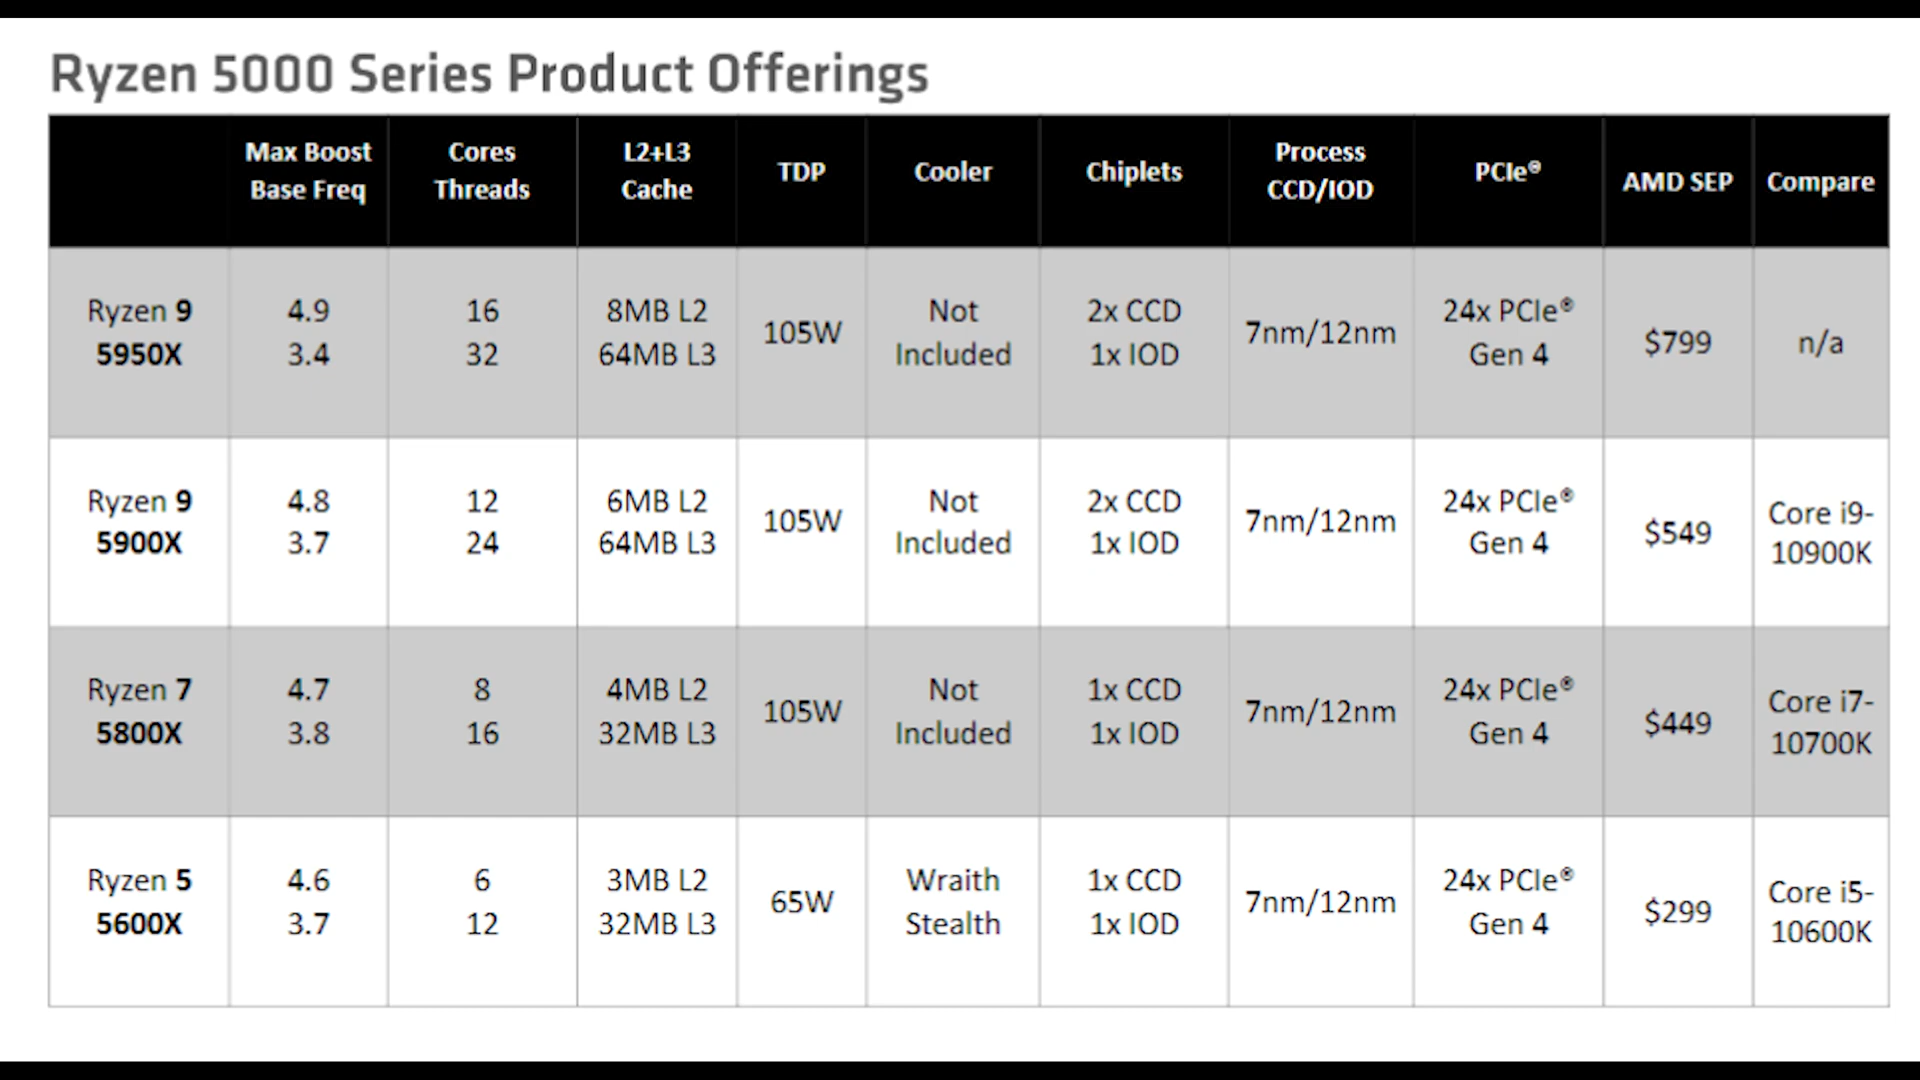 Ryzen 5000 Series Product Offerings
Max Boost
Base Freq
Cores
Threads
L2+L3
Cache
TDP
Cooler
Chiplets
Process
CCD/IOD
PCIe®
AMD SEP
Compare
Ryzen 9
5950X
4.9
3.4
16
32
8MB L2
64MB L3
105W
Not
Included
2x CCD
1x IOD
7nm/12nm
24x PCIe®
Gen 4
$799
n/a
Ryzen 9
5900X
4.8
3.7
12
24
6MB L2
64MB L3
105W
Not
Included
2x CCD
1x IOD
7nm/12nm
24x PCIe®
Gen 4
$549
Core i9-
10900K
Ryzen 7
5800X
4.7
3.8
8
16
4MB L2
32MB L3
105W
Not
Included
1x CCD
1x IOD
7nm/12nm
24x PCIe®
Gen 4
$449
Core i7-
10700K
Ryzen 5
5600X
4.6
3.7
6
12
3MB L2
32MB L3
65W
Wraith
Stealth
1x CCD
1x IOD
7nm/12nm
24x PCIe®
Gen 4
$299
Core i5-
10600K